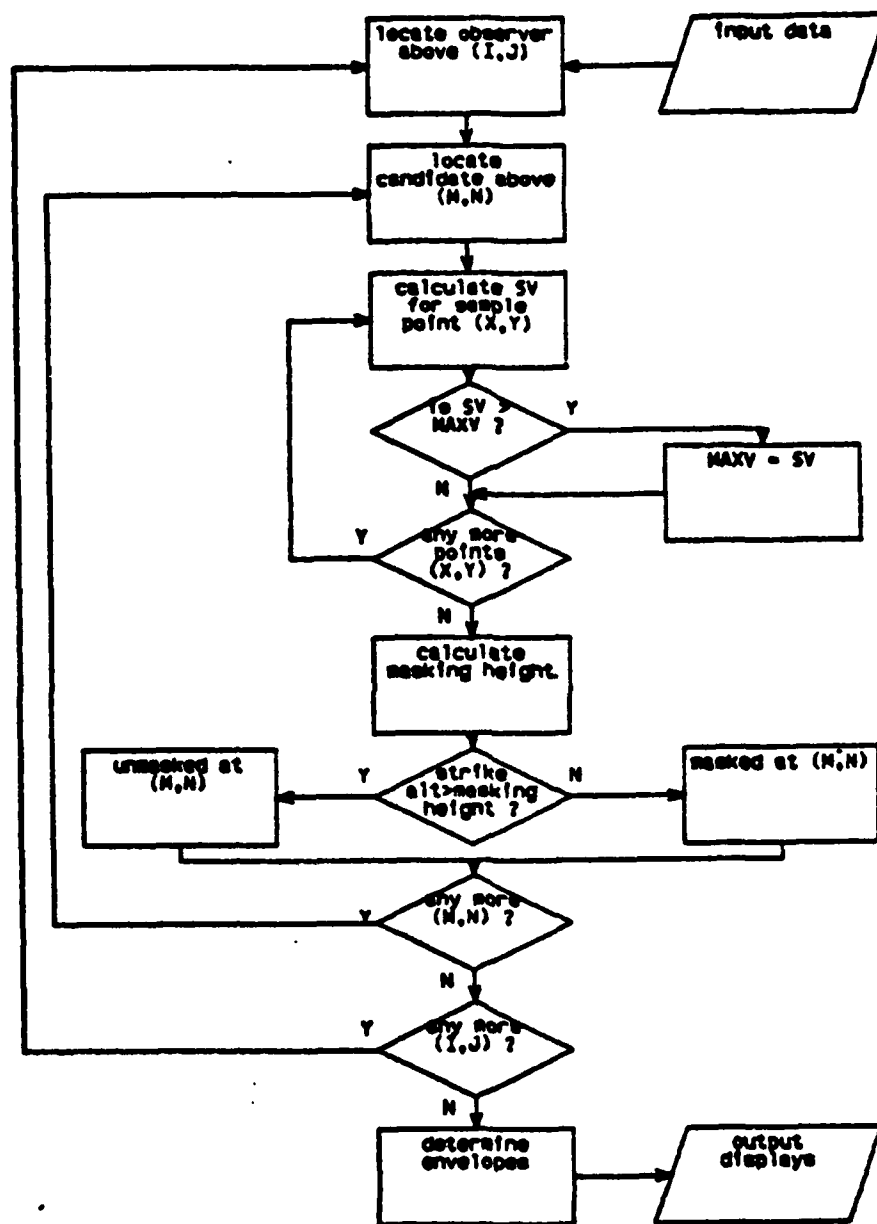 locate observer
above (I,J)
input data
locate
candidate above
(M,N)
calculate SV
for sample
point (X,Y)
is SV >
MAXV ?
Y
MAXV = SV
N
any more
points
(X,Y) ?
Y
N
calculate
masking height.
unmasked at
(M,N)
Y
strike
alt>masking
height ?
N
masked at (M,N)
any more
(M,N) ?
Y
N
any more
(I,J) ?
Y
N
determine
envelopes
output
displays